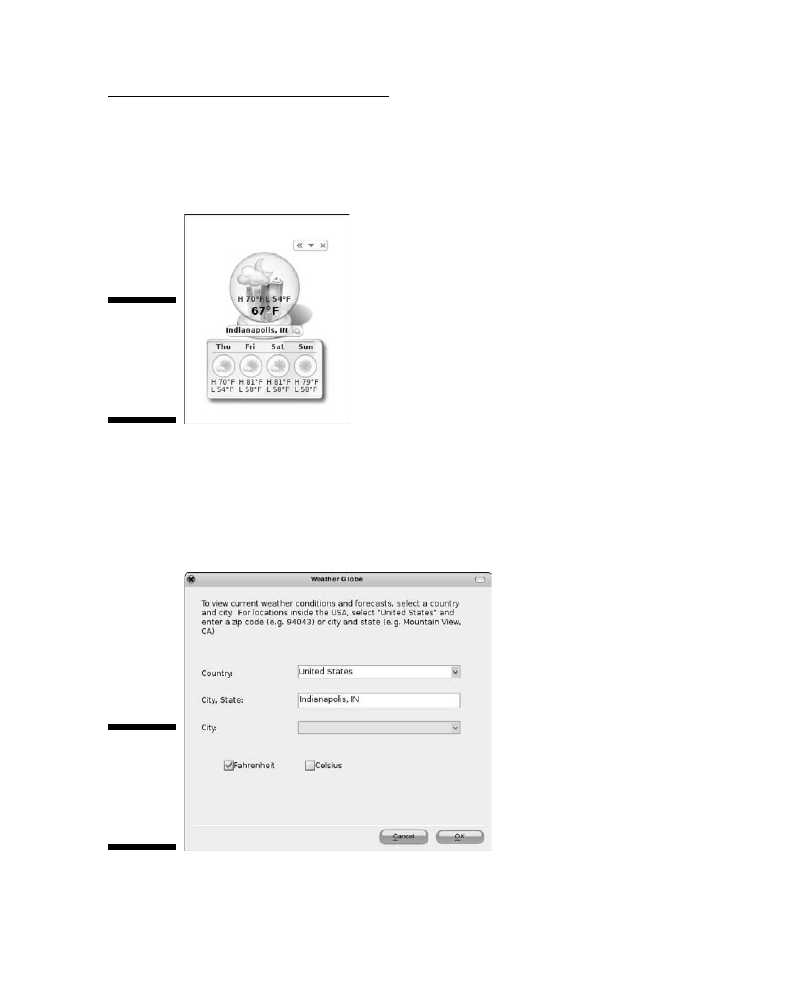 H 70°F L 54°F
67°F
Indianapolis, IN
Thu Fri Sat Sun
H 70°F H 81°F H 81°F H 79°F
L 54°F L 58°F L 58°F L 58°F
Weather Globe
To view current weather conditions and forecasts, select a country
and city. For locations inside the USA, select "United States" and
enter a zip code (e.g. 94043) or city and state (e.g. Mountain View,
CA)
Country: United States
City, State: Indianapolis, IN
City:
Fahrenheit Celsius
Cancel OK